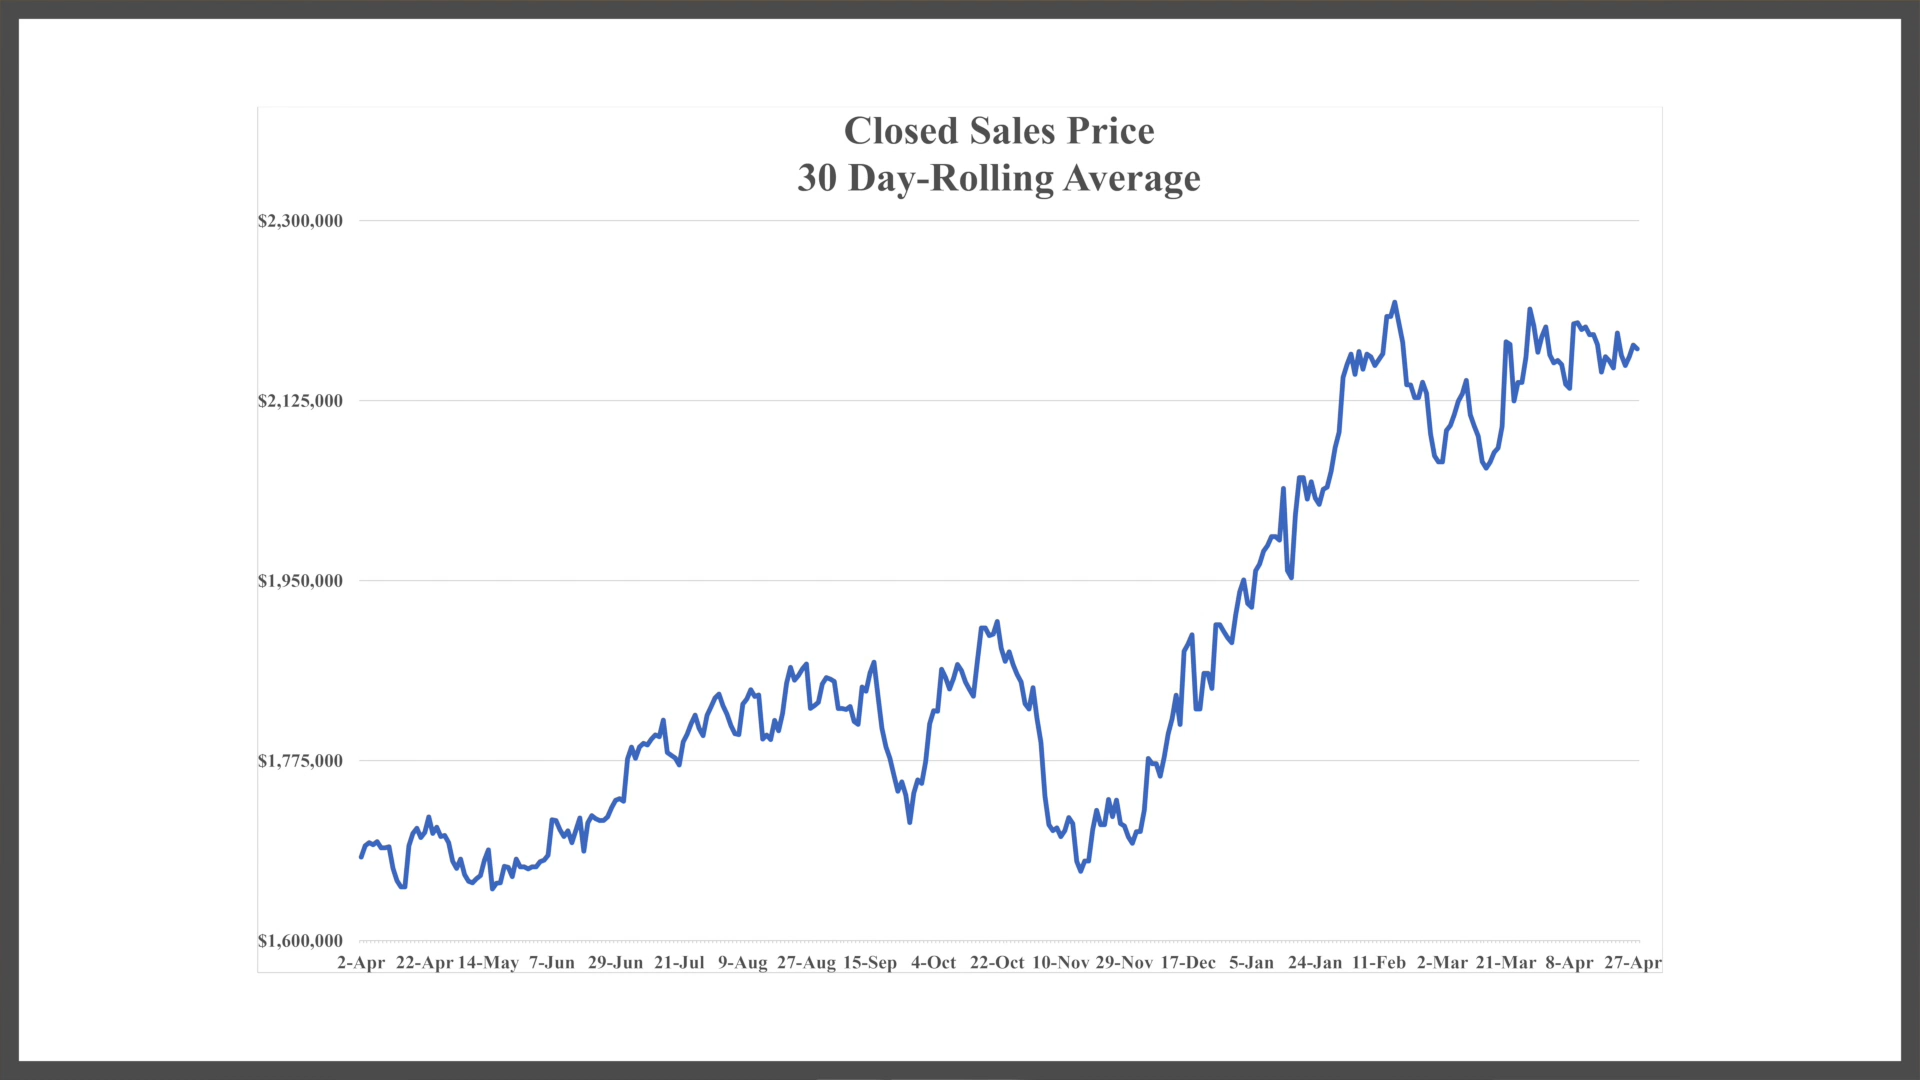 Closed Sales Price
30 Day-Rolling Average
$2,300,000
$2,125,000
$1,950,000
$1,775,000
$1,600,000
2-Apr 22-Apr 14-May 7-Jun 29-Jun 21-Jul 9-Aug 27-Aug 15-Sep 4-Oct 22-Oct 10-Nov 29-Nov 17-Dec 5-Jan 24-Jan 11-Feb 2-Mar 21-Mar 8-Apr 27-Apr